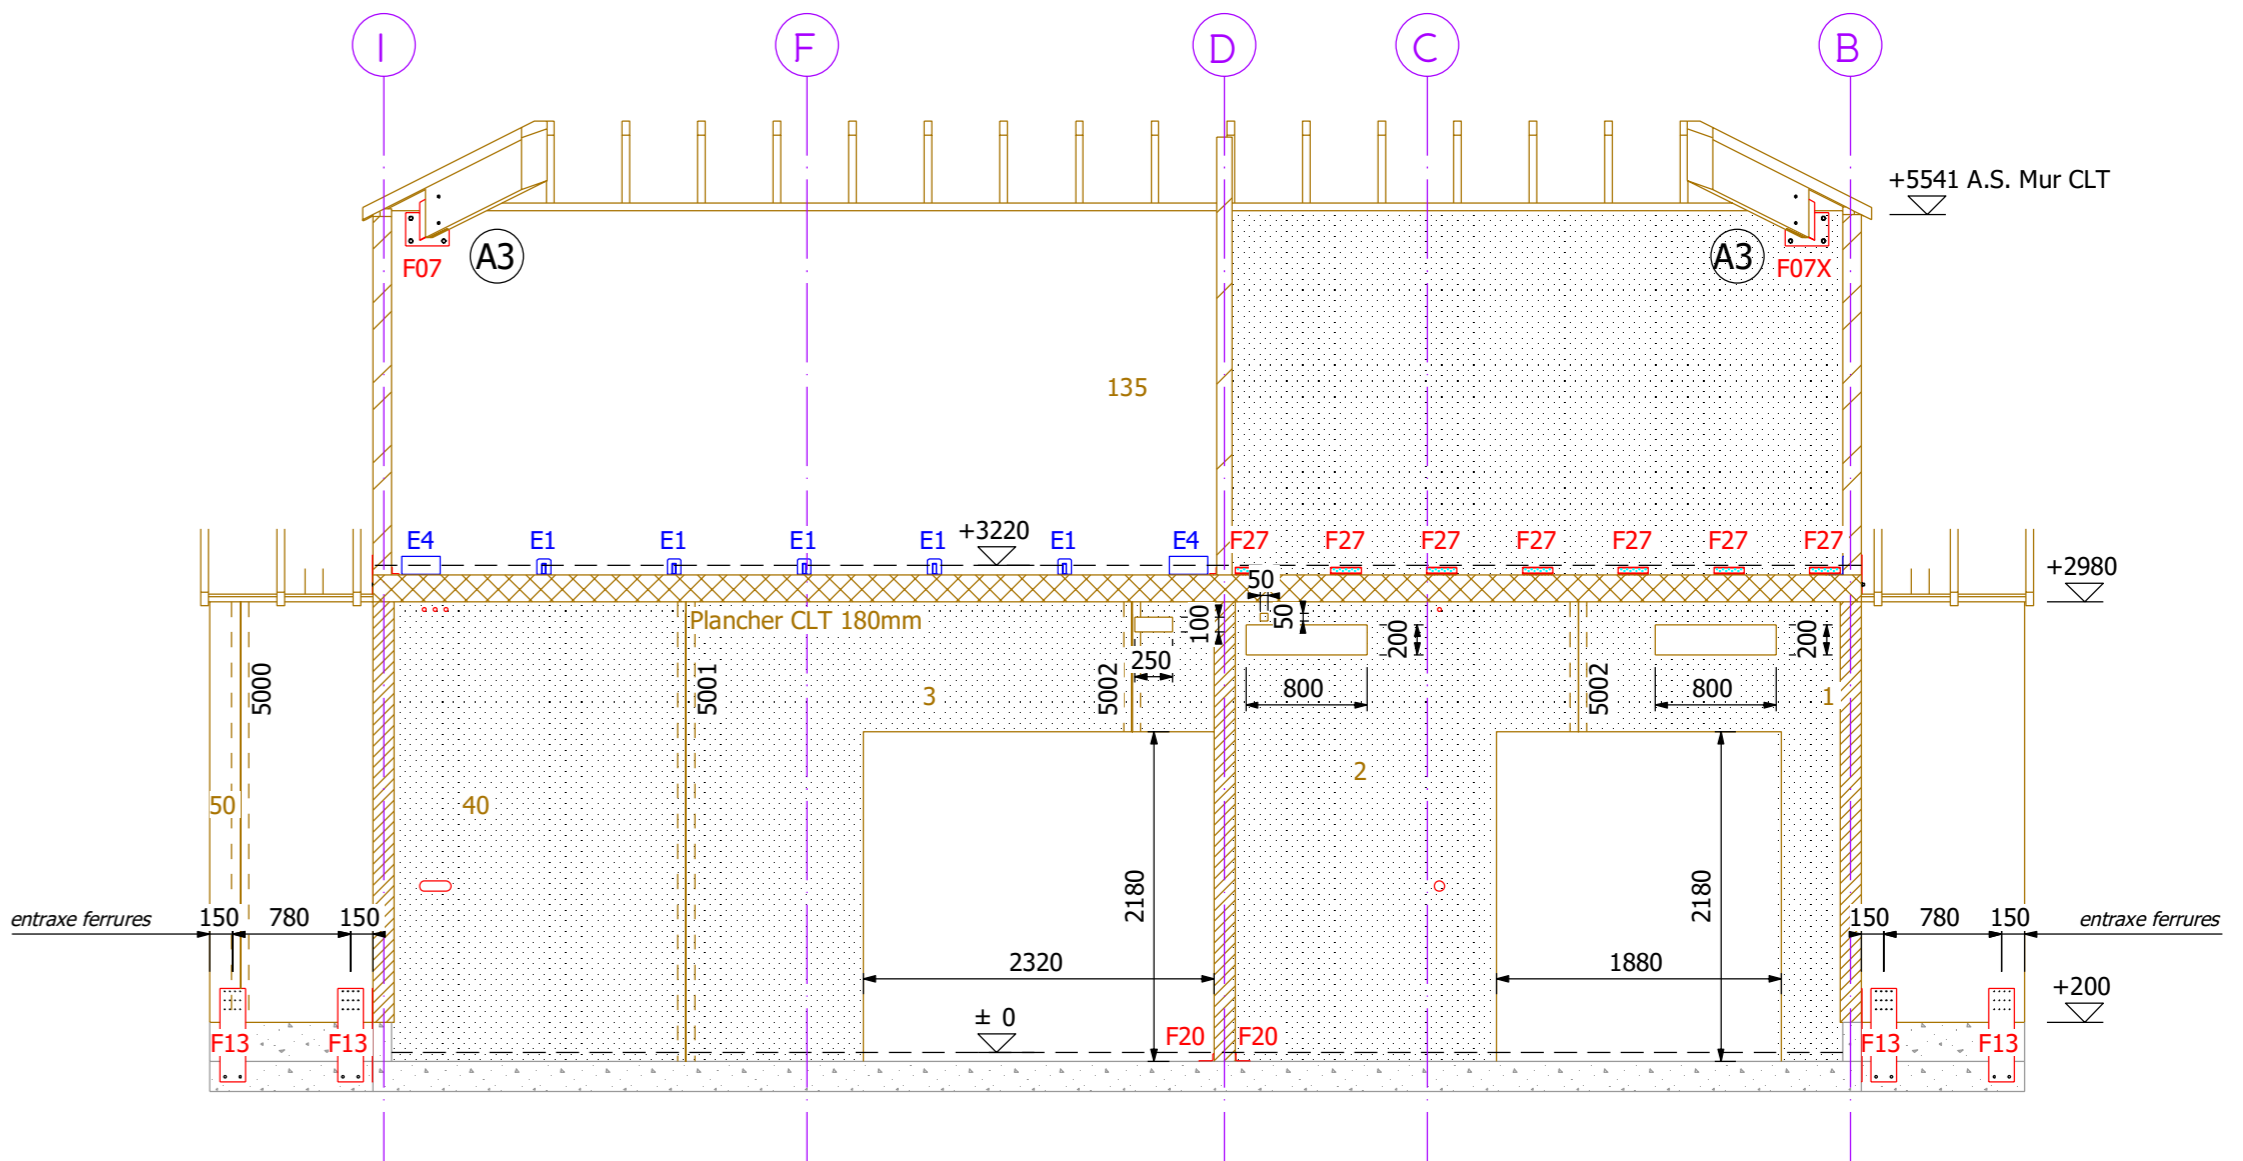 I F D C B
+5541 A.S. Mur CLT
A3 A3
F07 F07X
135
E4 E1 E1 E1 E1 E1 E4 F27 F27 F27 F27 F27 F27 F27
+3220
+2980
50
Plancher CLT 180mm
100 50 200 200
250
5000 5001 5002 5002
3 800 800 1
2
50 40
2180 2180
entraxe ferrures 150 780 150 150 780 150 entraxe ferrures
2320 1880
+200
± 0
F13 F13 F20 F20 F13 F13